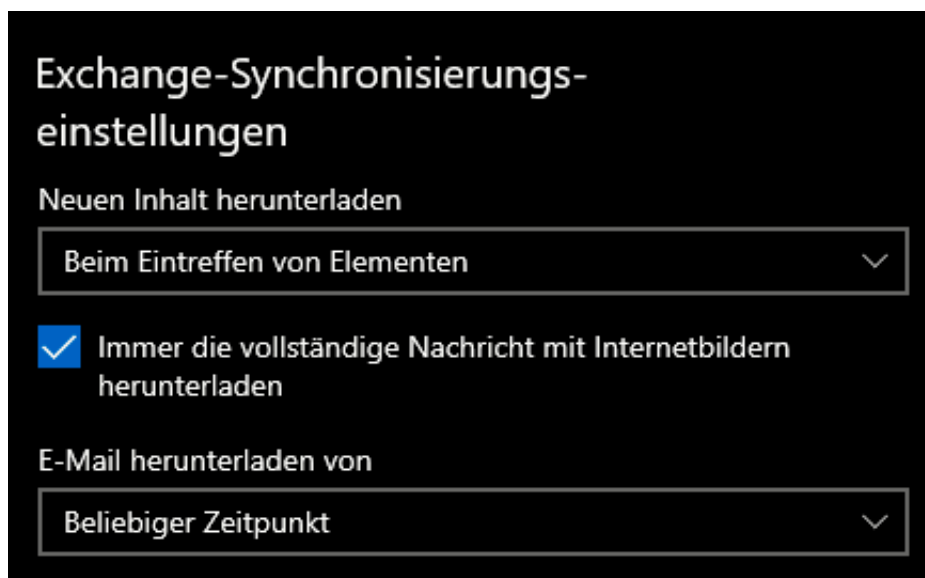 Exchange-Synchronisierungs-
einstellungen
Neuen Inhalt herunterladen
Beim Eintreffen von Elementen
Immer die vollständige Nachricht mit Internetbildern
herunterladen
E-Mail herunterladen von
Beliebiger Zeitpunkt